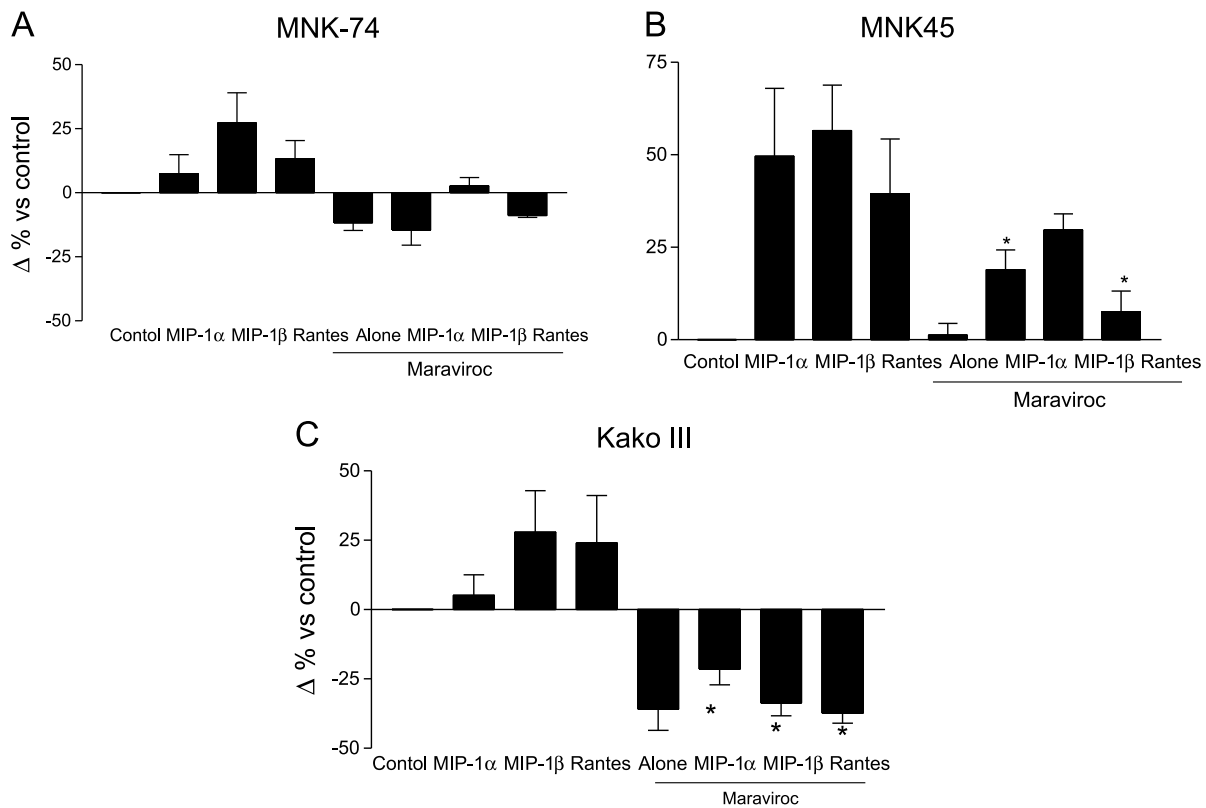 A
MNK-74
Δ % vs control
50
25
0
-25
-50
Contol MIP-1α MIP-1β Rantes Alone MIP-1α MIP-1β Rantes
Maraviroc
B
MNK45
75
50
25
0
*
*
Contol MIP-1α MIP-1β Rantes Alone MIP-1α MIP-1β Rantes
Maraviroc
C
Kako III
Δ % vs control
50
25
0
-25
-50
*
*
*
Contol MIP-1α MIP-1β Rantes Alone MIP-1α MIP-1β Rantes
Maraviroc